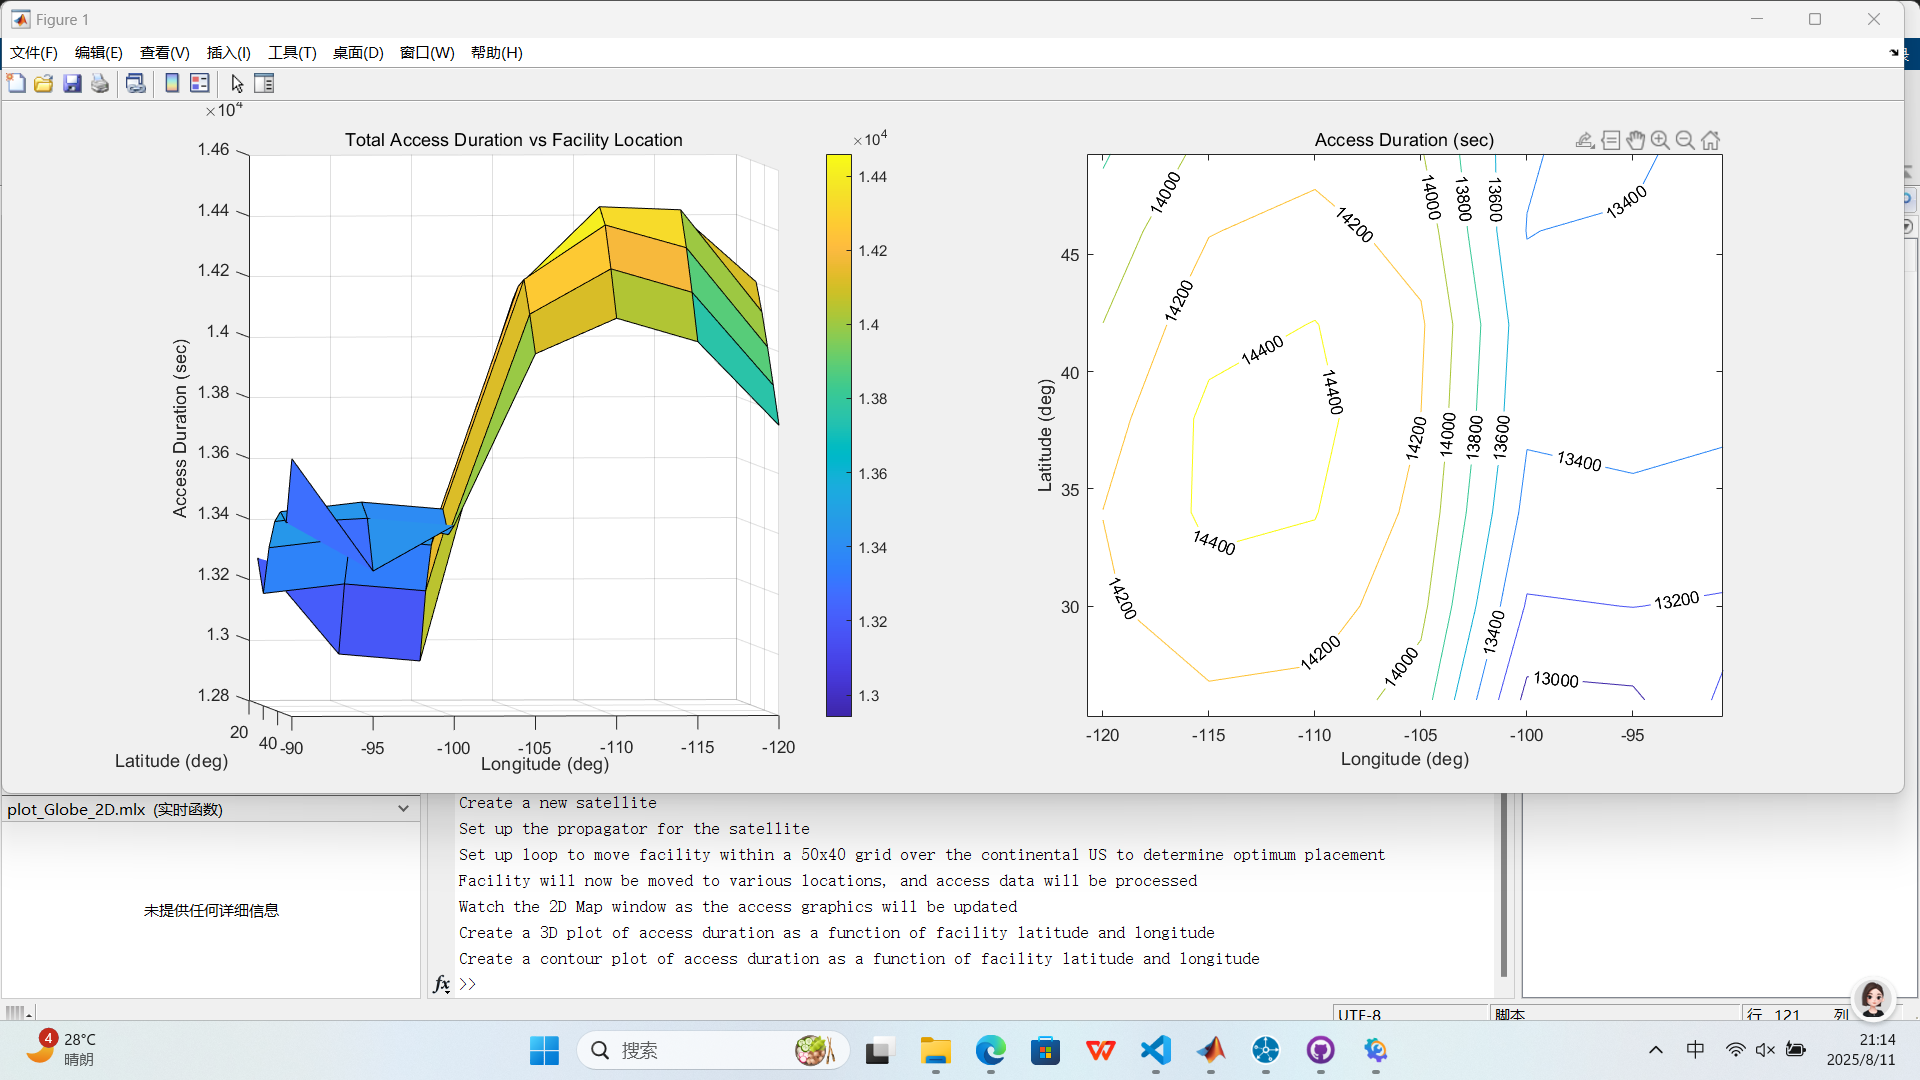 Figure 1
文件(F) 编辑(E) 查看(V) 插入(I) 工具(T) 桌面(D) 窗口(W) 帮助(H)
×10⁴
Total Access Duration vs Facility Location
1.46
1.44
1.42
1.4
1.38
1.36
1.34
1.32
1.3
1.28
Access Duration (sec)
20
40
Latitude (deg)
-90
-95
-100
-105
-110
-115
-120
Longitude (deg)
×10⁴
1.44
1.42
1.4
1.38
1.36
1.34
1.32
1.3
Access Duration (sec)
45
40
35
30
Latitude (deg)
14000
14200
14200
14000
13800
13600
13400
14400
14400
14200
14000
13800
13600
13400
14400
14200
14200
14000
13400
13200
13000
-120
-115
-110
-105
-100
-95
Longitude (deg)
plot_Globe_2D.mlx (实时函数)
未提供任何详细信息
Create a new satellite
Set up the propagator for the satellite
Set up loop to move facility within a 50x40 grid over the continental US to determine optimum placement
Facility will now be moved to various locations, and access data will be processed
Watch the 2D Map window as the access graphics will be updated
Create a 3D plot of access duration as a function of facility latitude and longitude
Create a contour plot of access duration as a function of facility latitude and longitude
fx >>
UTF-8 脚本 行 121 列
4
28°C
晴朗
搜索
中
21:14
2025/8/11